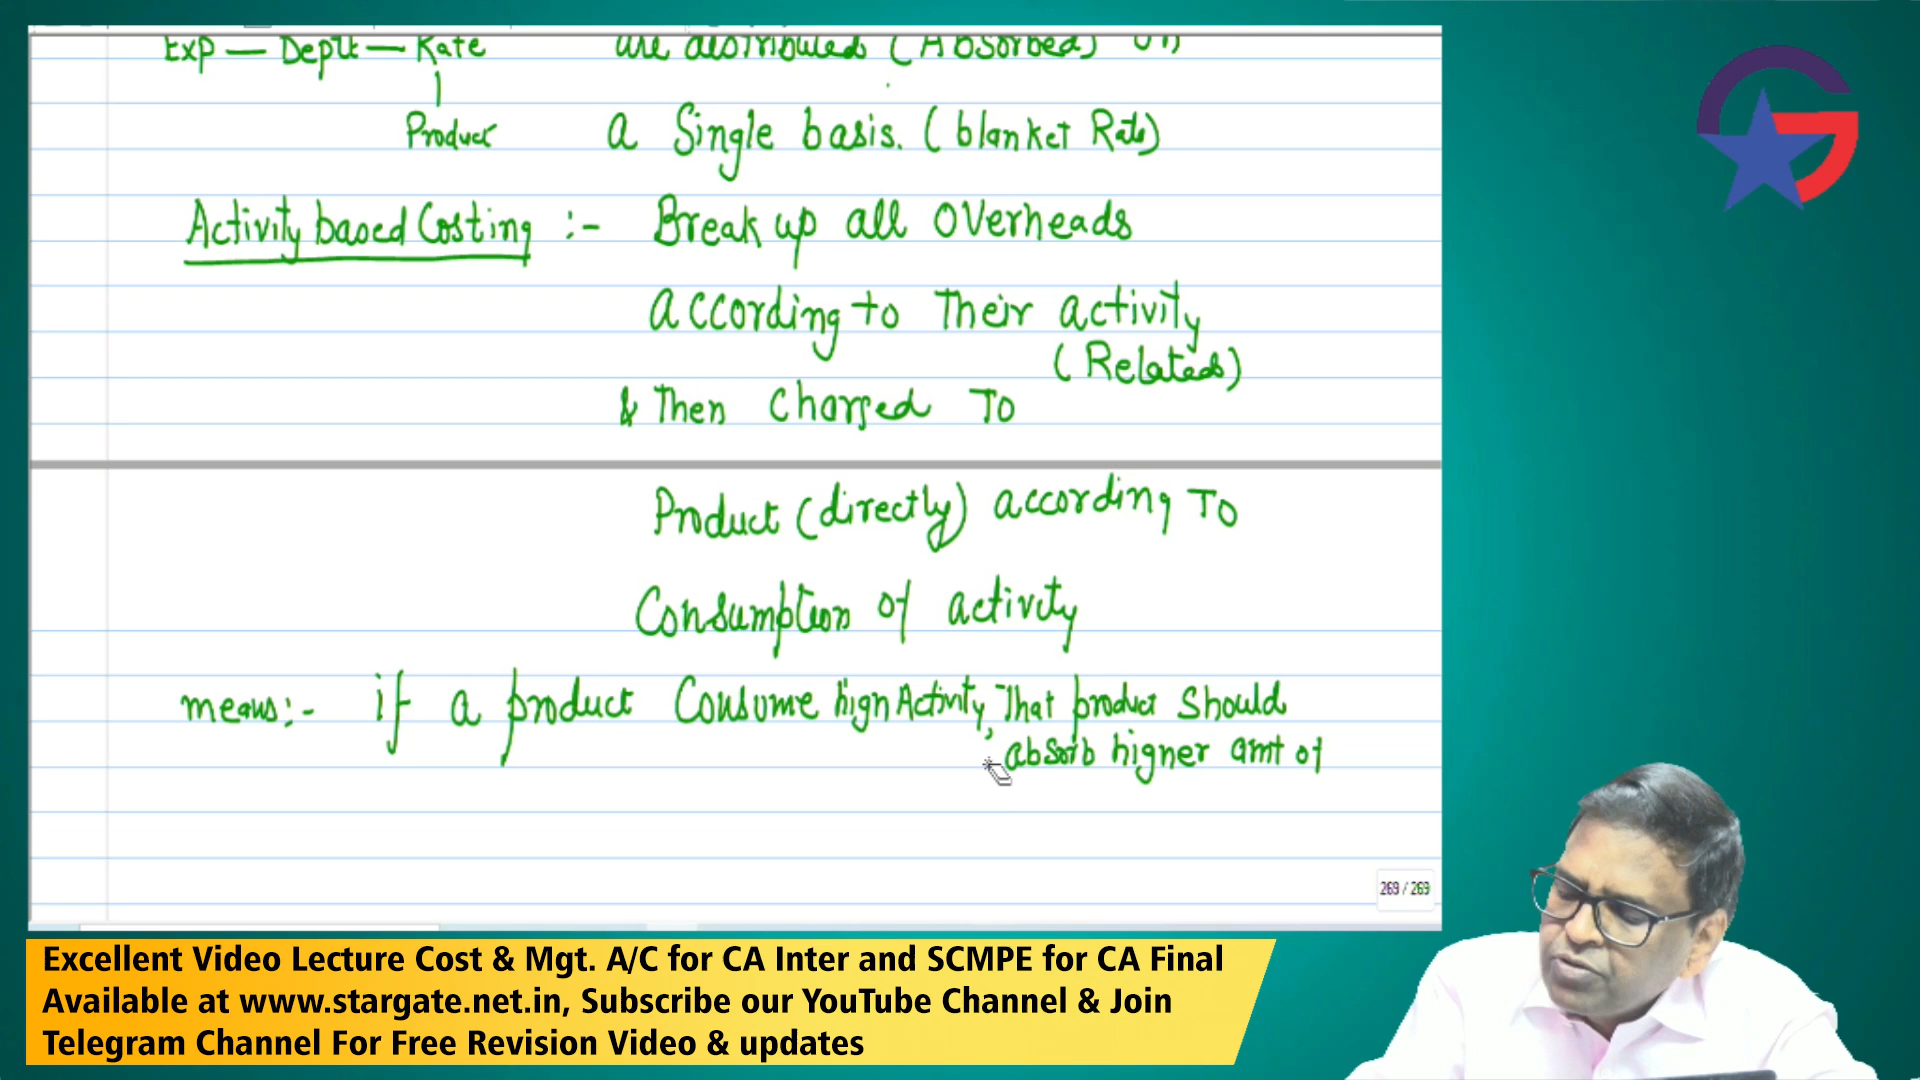 Exp — Deptt — Rate are distributed (Absorbed) on
Product a Single basis. (blanket Rate)
Activity based Costing :- Break up all overheads
according to Their activity
(Related)
& Then Charged To
Product (directly) according To
Consumption of activity
means:- if a product Consume high Activity, That product Should
absorb higher amt of
269 / 269
Excellent Video Lecture Cost & Mgt. A/C for CA Inter and SCMPE for CA Final
Available at www.stargate.net.in, Subscribe our YouTube Channel & Join
Telegram Channel For Free Revision Video & updates